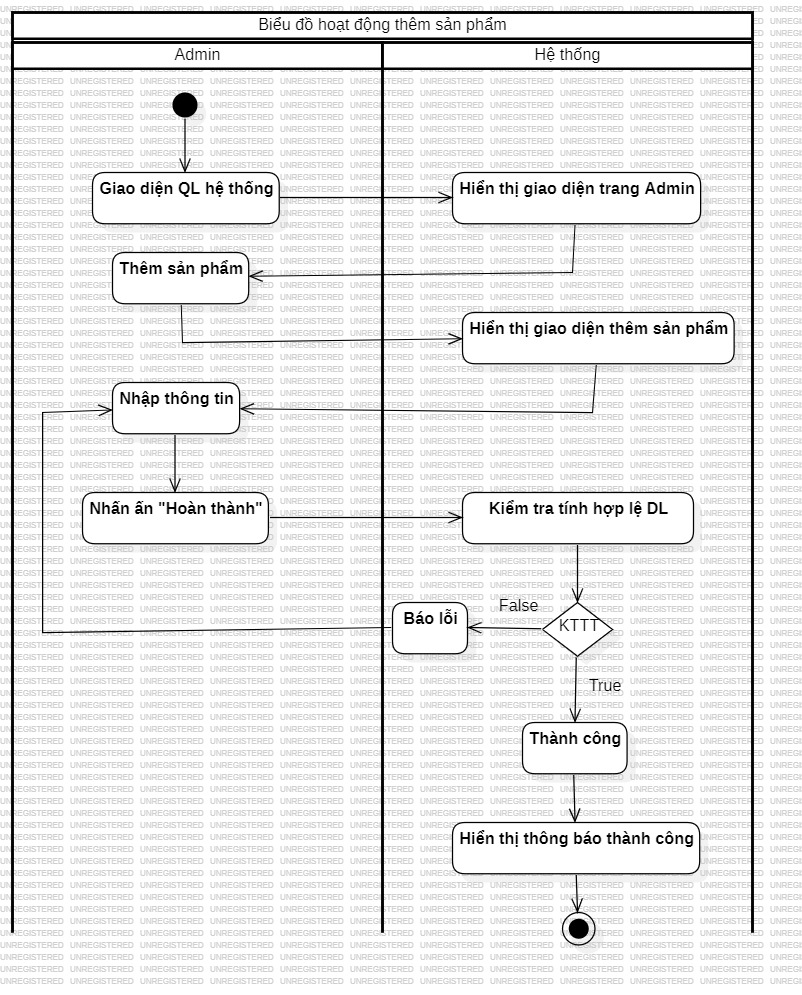 Biểu đồ hoạt động thêm sản phẩm
Admin
Hệ thống
Giao diện QL hệ thống
Hiển thị giao diện trang Admin
Thêm sản phẩm
Hiển thị giao diện thêm sản phẩm
Nhập thông tin
Nhấn ấn "Hoàn thành"
Kiểm tra tính hợp lệ DL
False
Báo lỗi
KTTT
True
Thành công
Hiển thị thông báo thành công
UNREGISTERED